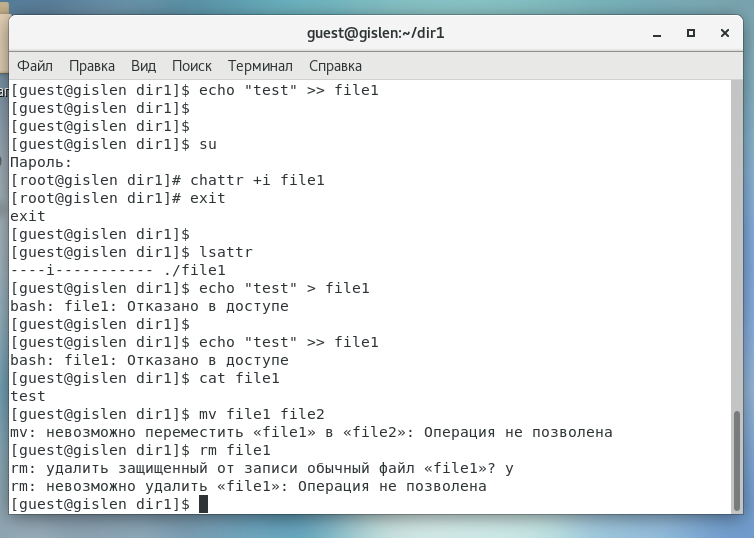 guest@gislen:~/dir1
Файл Правка Вид Поиск Терминал Справка
[guest@gislen dir1]$ echo "test" >> file1
[guest@gislen dir1]$
[guest@gislen dir1]$
[guest@gislen dir1]$ su
Пароль:
[root@gislen dir1]# chattr +i file1
[root@gislen dir1]# exit
exit
[guest@gislen dir1]$
[guest@gislen dir1]$ lsattr
----i----------- ./file1
[guest@gislen dir1]$ echo "test" > file1
bash: file1: Отказано в доступе
[guest@gislen dir1]$
[guest@gislen dir1]$ echo "test" >> file1
bash: file1: Отказано в доступе
[guest@gislen dir1]$ cat file1
test
[guest@gislen dir1]$ mv file1 file2
mv: невозможно переместить «file1» в «file2»: Операция не позволена
[guest@gislen dir1]$ rm file1
rm: удалить защищенный от записи обычный файл «file1»? y
rm: невозможно удалить «file1»: Операция не позволена
[guest@gislen dir1]$